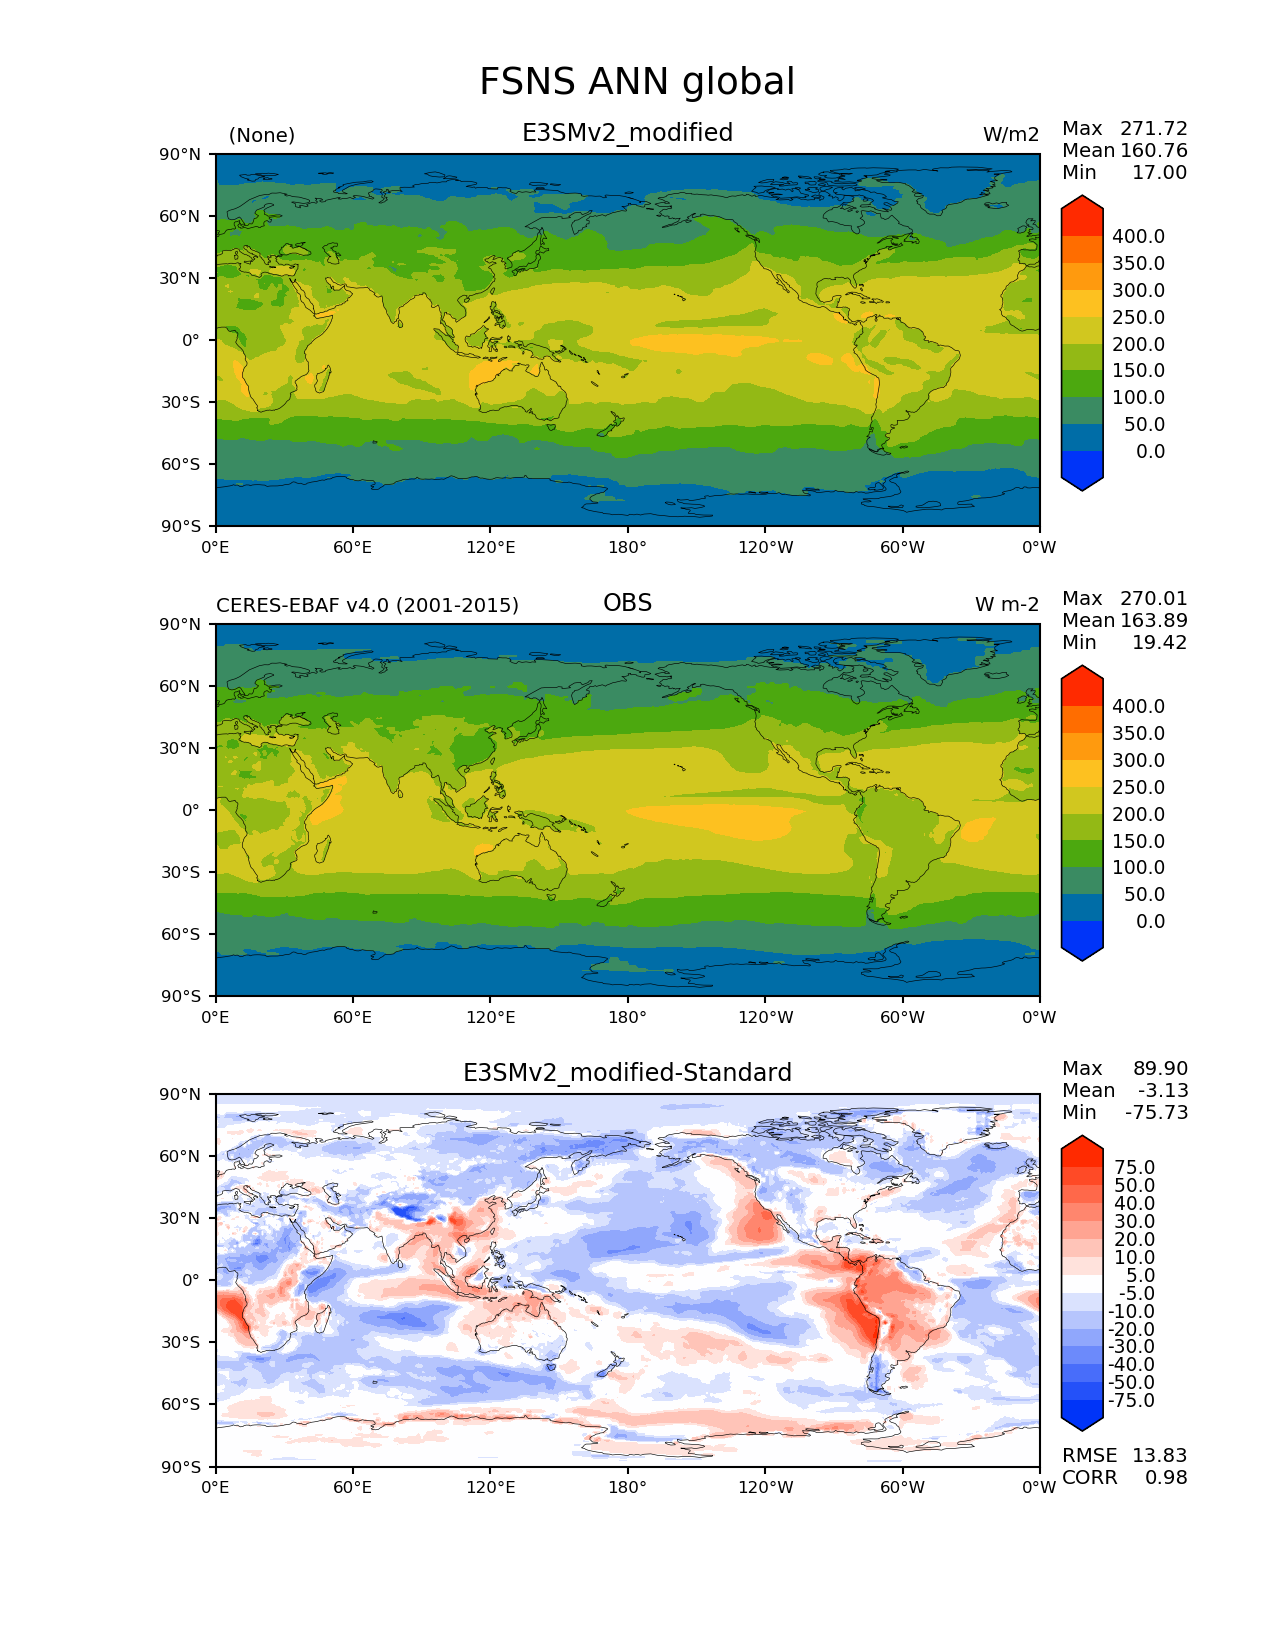 FSNS ANN global
(None) E3SMv2_modified W/m2
Max 271.72
Mean 160.76
Min 17.00
90°N
60°N
30°N
0°
30°S
60°S
90°S
0°E 60°E 120°E 180° 120°W 60°W 0°W
400.0
350.0
300.0
250.0
200.0
150.0
100.0
50.0
0.0
CERES-EBAF v4.0 (2001-2015) OBS W m-2
Max 270.01
Mean 163.89
Min 19.42
90°N
60°N
30°N
0°
30°S
60°S
90°S
0°E 60°E 120°E 180° 120°W 60°W 0°W
400.0
350.0
300.0
250.0
200.0
150.0
100.0
50.0
0.0
E3SMv2_modified-Standard
Max 89.90
Mean -3.13
Min -75.73
90°N
60°N
30°N
0°
30°S
60°S
90°S
0°E 60°E 120°E 180° 120°W 60°W 0°W
75.0
50.0
40.0
30.0
20.0
10.0
5.0
-5.0
-10.0
-20.0
-30.0
-40.0
-50.0
-75.0
RMSE 13.83
CORR 0.98